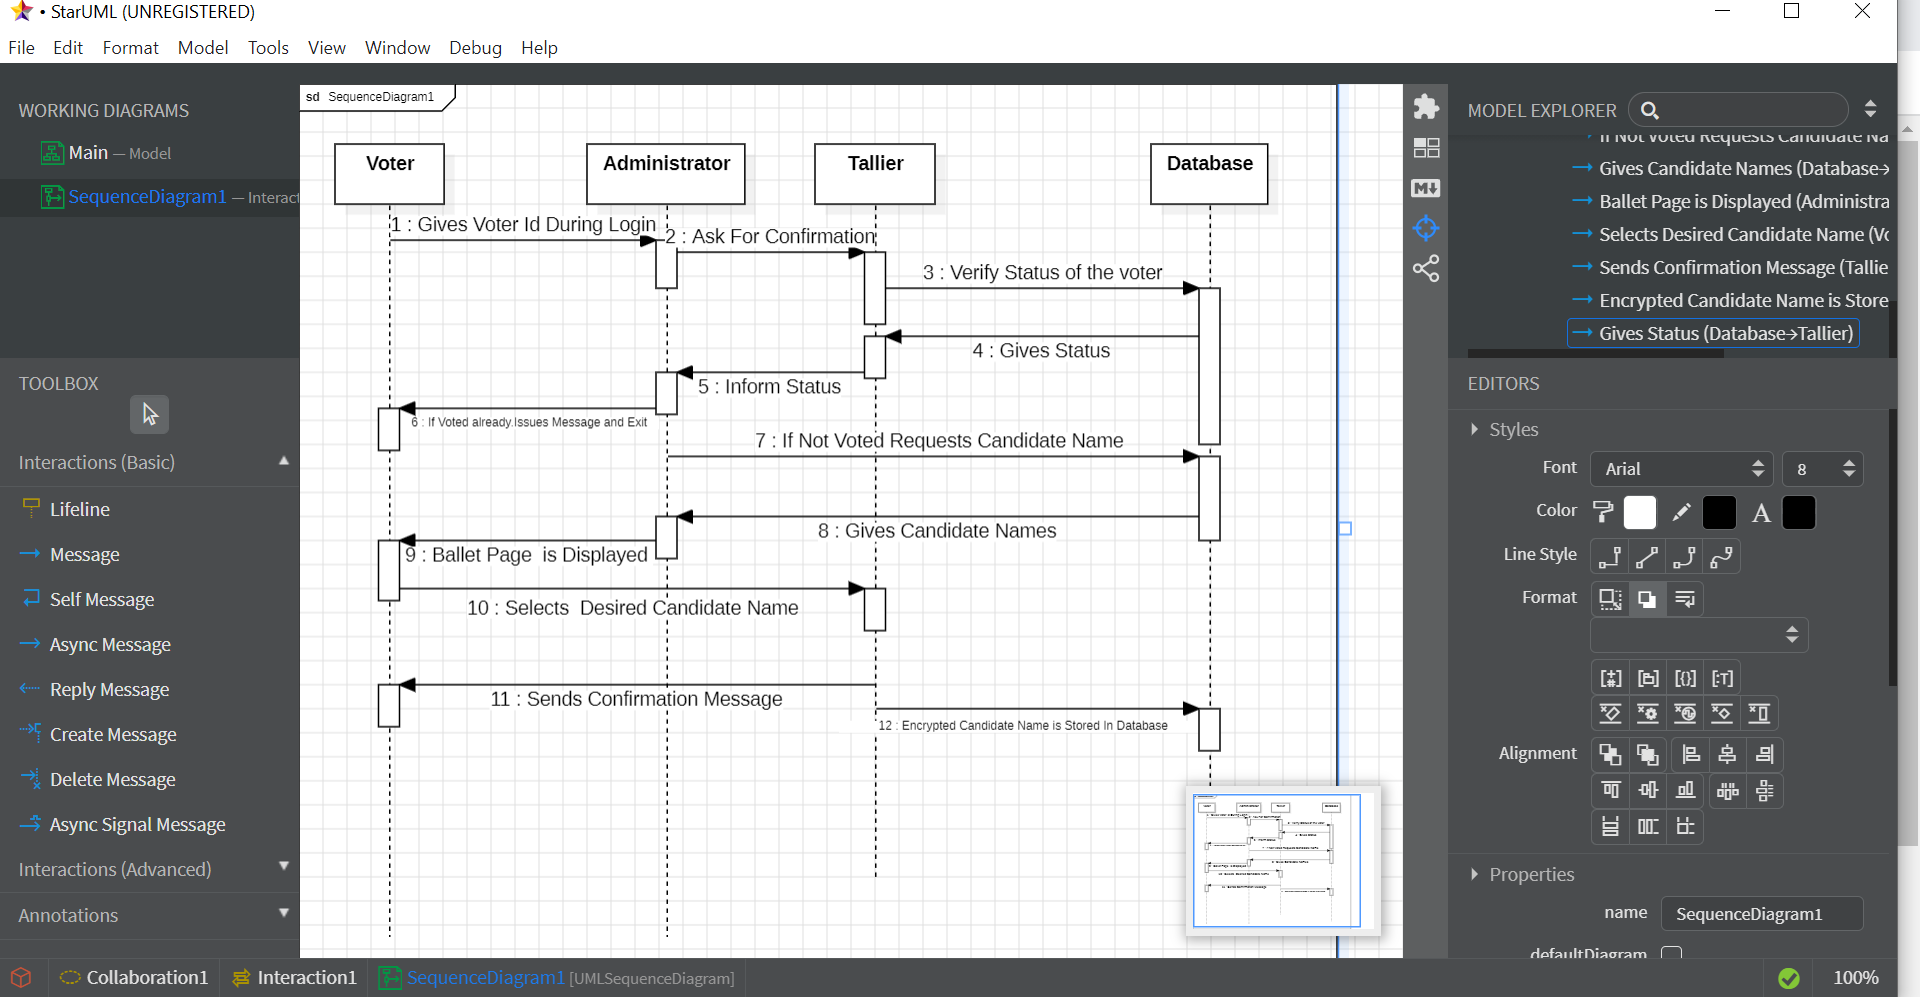 • StarUML (UNREGISTERED)
File Edit Format Model Tools View Window Debug Help
WORKING DIAGRAMS
Main — Model
SequenceDiagram1 — Interact
TOOLBOX
Interactions (Basic)
Lifeline
Message
Self Message
Async Message
Reply Message
Create Message
Delete Message
Async Signal Message
Interactions (Advanced)
Annotations
sd SequenceDiagram1
Voter
Administrator
Tallier
Database
1 : Gives Voter Id During Login
2 : Ask For Confirmation
3 : Verify Status of the voter
4 : Gives Status
5 : Inform Status
6 : If Voted already.Issues Message and Exit
7 : If Not Voted Requests Candidate Name
8 : Gives Candidate Names
9 : Ballet Page  is Displayed
10 : Selects  Desired Candidate Name
11 : Sends Confirmation Message
12 : Encrypted Candidate Name is Stored In Database
M
MODEL EXPLORER
If Not Voted Requests Candidate Na
Gives Candidate Names (Database→
Ballet Page is Displayed (Administra
Selects Desired Candidate Name (Vo
Sends Confirmation Message (Tallie
Encrypted Candidate Name is Store
Gives Status (Database→Tallier)
EDITORS
Styles
Font Arial 8
Color A
Line Style
Format
Alignment
Properties
name SequenceDiagram1
defaultDiagram
Collaboration1 Interaction1 SequenceDiagram1 [UMLSequenceDiagram] 100%